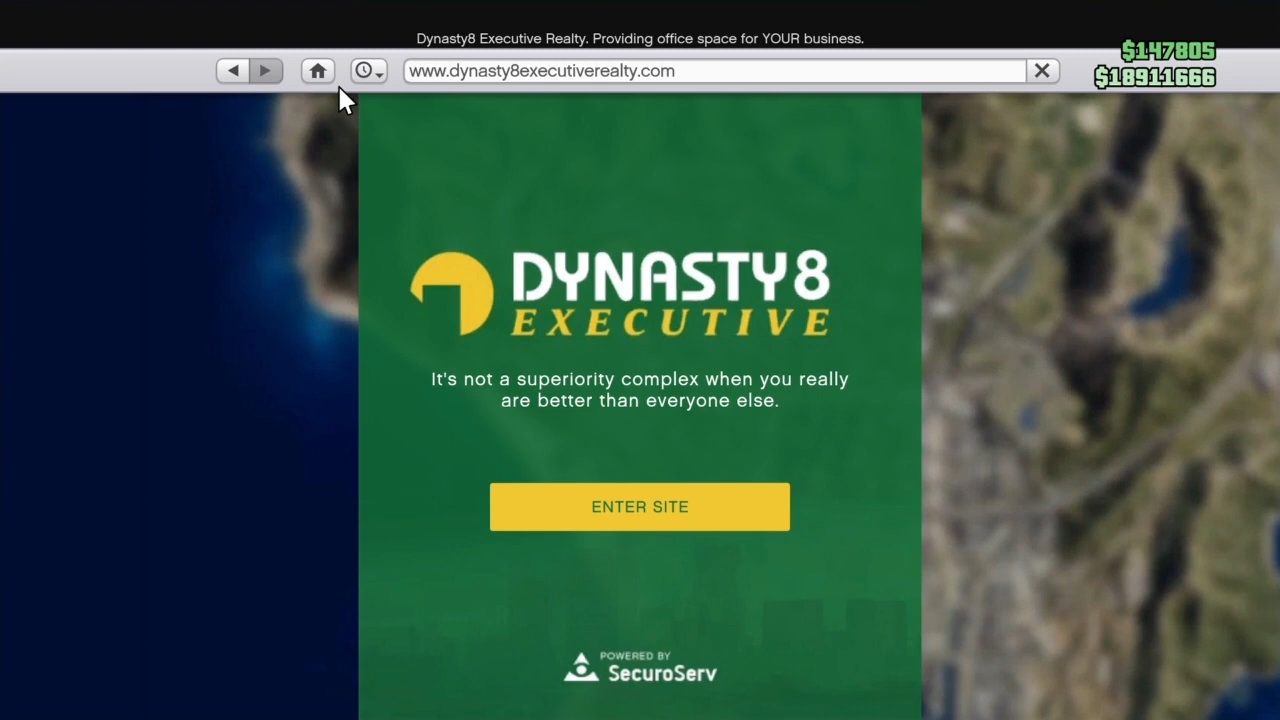 Dynasty8 Executive Realty. Providing office space for YOUR business.
$147805
www.dynasty8executiverealty.com
$18911666
DYNASTY8
EXECUTIVE
It's not a superiority complex when you really
are better than everyone else.
ENTER SITE
POWERED BY
SecuroServ